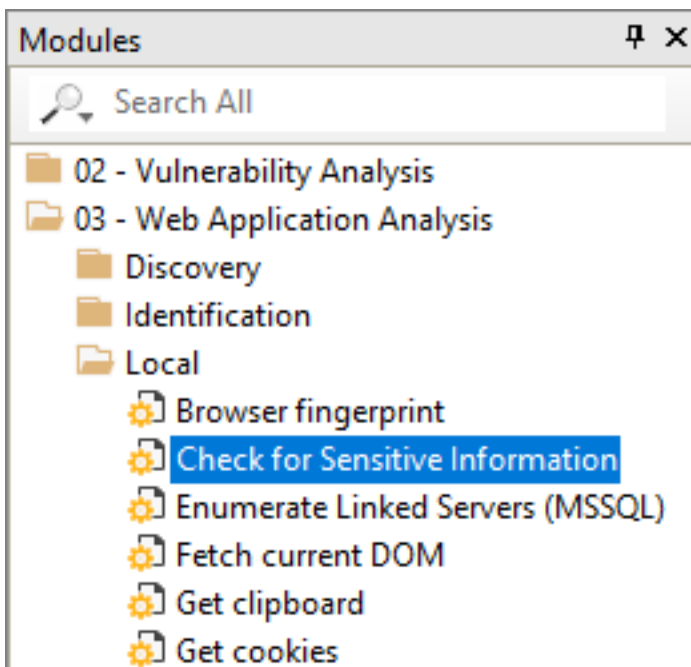 Modules
Search All
02 - Vulnerability Analysis
03 - Web Application Analysis
Discovery
Identification
Local
Browser fingerprint
Check for Sensitive Information
Enumerate Linked Servers (MSSQL)
Fetch current DOM
Get clipboard
Get cookies